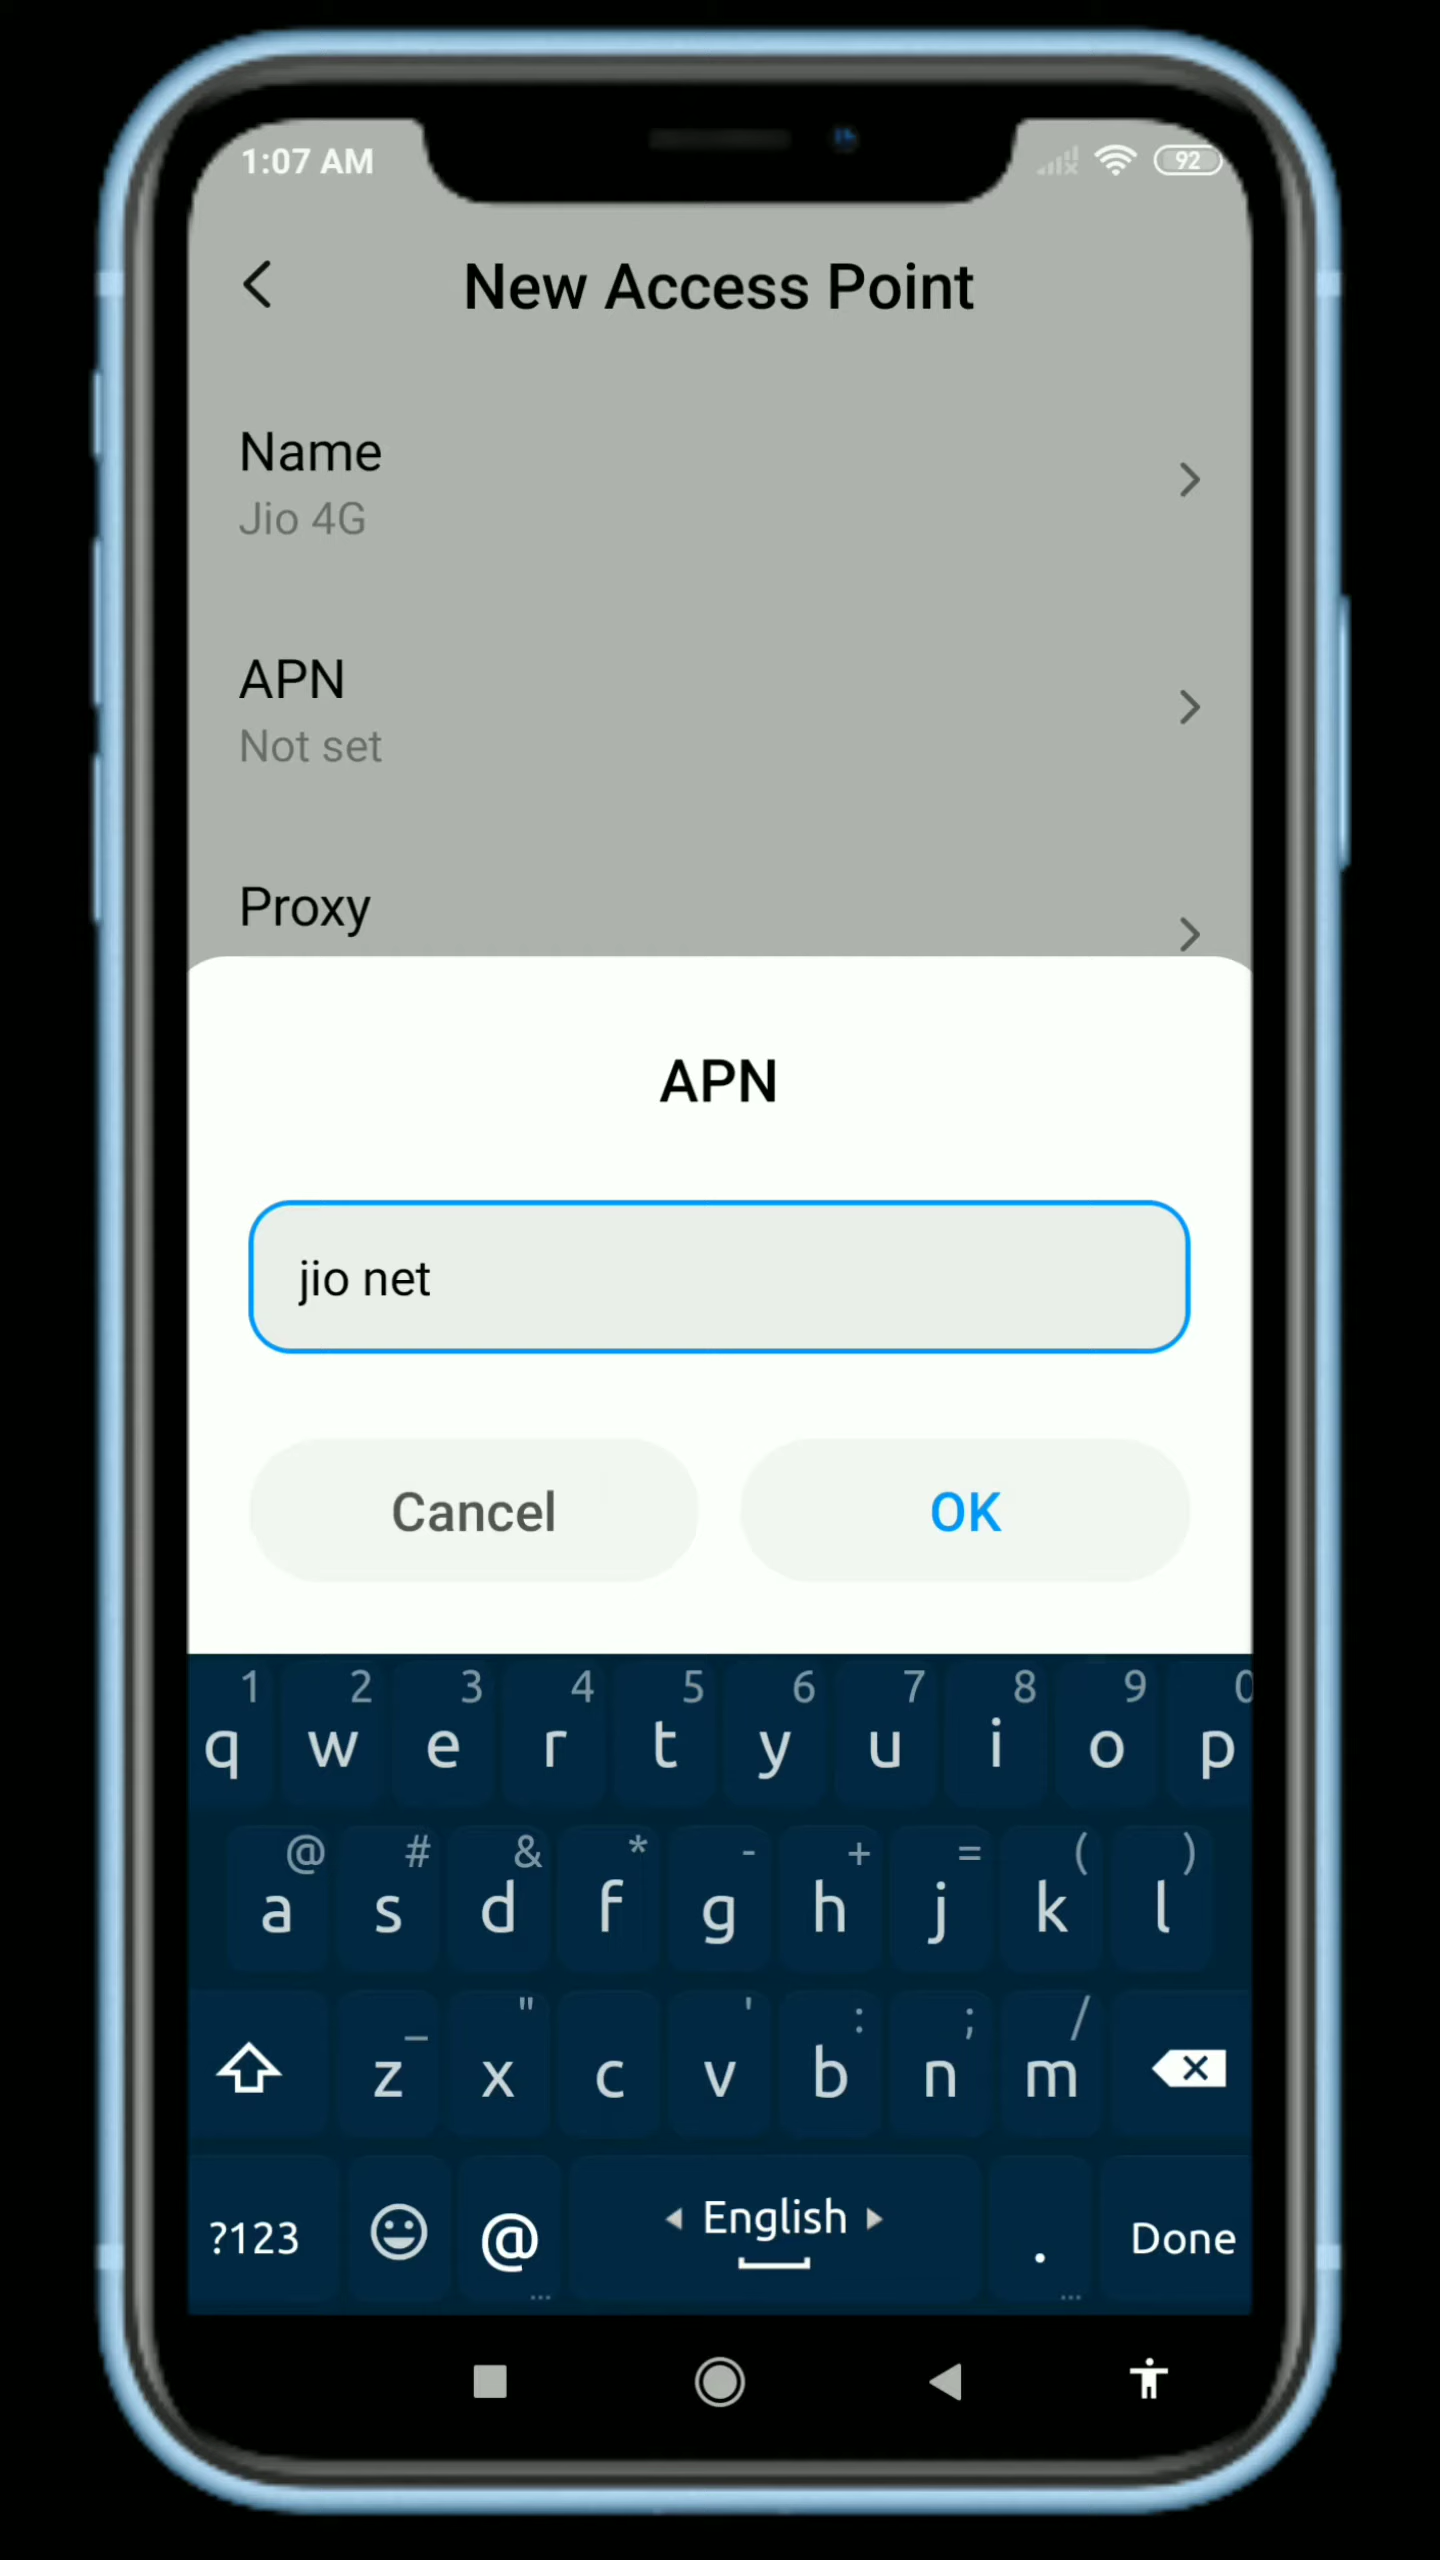 1:07 AM
92
New Access Point
Name
Jio 4G
APN
Not set
Proxy
APN
jio net
Cancel
OK
1 2 3 4 5 6 7 8 9 0
q w e r t y u i o p
@ # & * - + = ( )
a s d f g h j k l
_ " ' : ; /
z x c v b n m
?123 @ English . Done